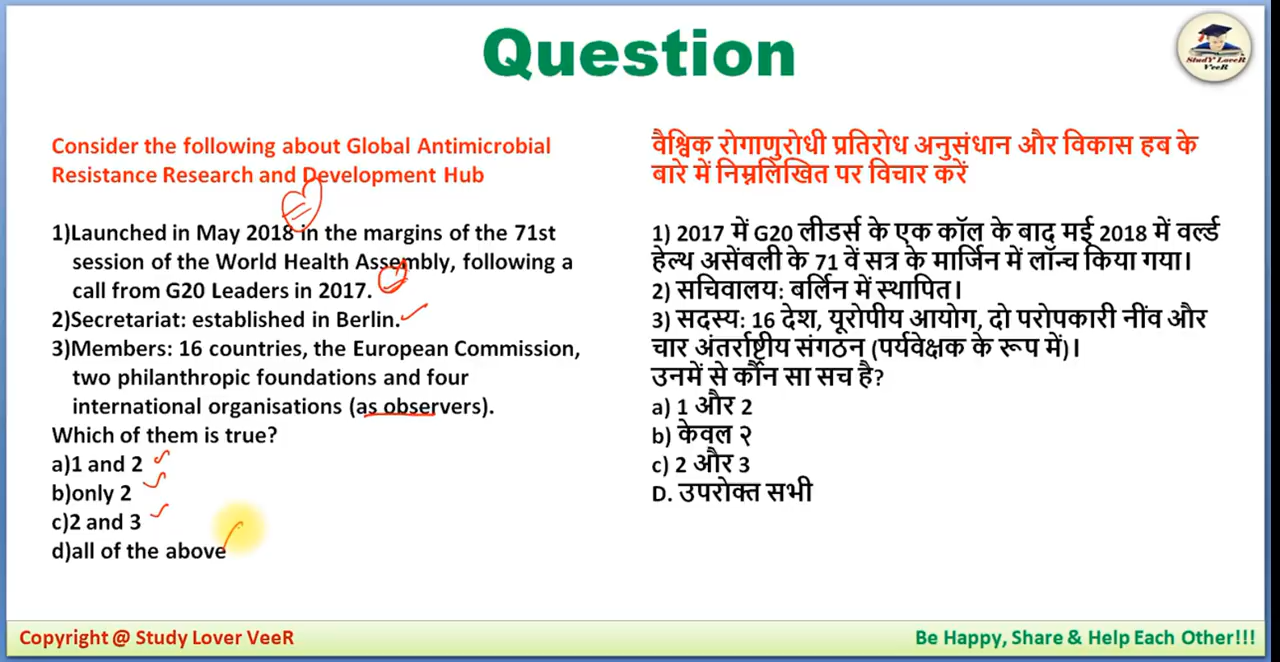 Question
StudY LoveR
VeeR
Consider the following about Global Antimicrobial
Resistance Research and Development Hub
1)Launched in May 2018 in the margins of the 71st
session of the World Health Assembly, following a
call from G20 Leaders in 2017.
2)Secretariat: established in Berlin.
3)Members: 16 countries, the European Commission,
two philanthropic foundations and four
international organisations (as observers).
Which of them is true?
a)1 and 2
b)only 2
c)2 and 3
d)all of the above
वैश्विक रोगाणुरोधी प्रतिरोध अनुसंधान और विकास हब के
बारे में निम्नलिखित पर विचार करें
1) 2017 में G20 लीडर्स के एक कॉल के बाद मई 2018 में वर्ल्ड
हेल्थ असेंबली के 71 वें सत्र के मार्जिन में लॉन्च किया गया।
2) सचिवालय: बर्लिन में स्थापित।
3) सदस्य: 16 देश, यूरोपीय आयोग, दो परोपकारी नींव और
चार अंतर्राष्ट्रीय संगठन (पर्यवेक्षक के रूप में)।
उनमें से कौन सा सच है?
a) 1 और 2
b) केवल २
c) 2 और 3
D. उपरोक्त सभी
Copyright @ Study Lover VeeR
Be Happy, Share & Help Each Other!!!